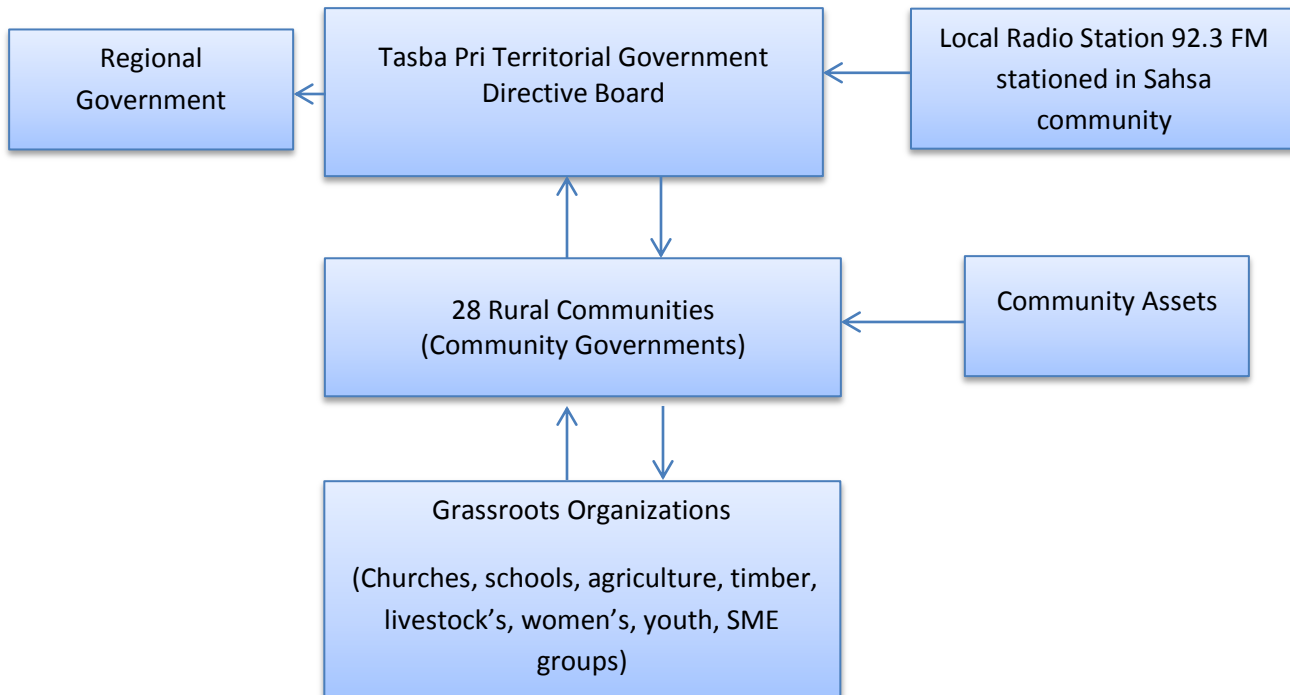 Regional
Government
Tasba Pri Territorial Government
Directive Board
Local Radio Station 92.3 FM
stationed in Sahsa
community
28 Rural Communities
(Community Governments)
Community Assets
Grassroots Organizations
(Churches, schools, agriculture, timber,
livestock’s, women’s, youth, SME
groups)